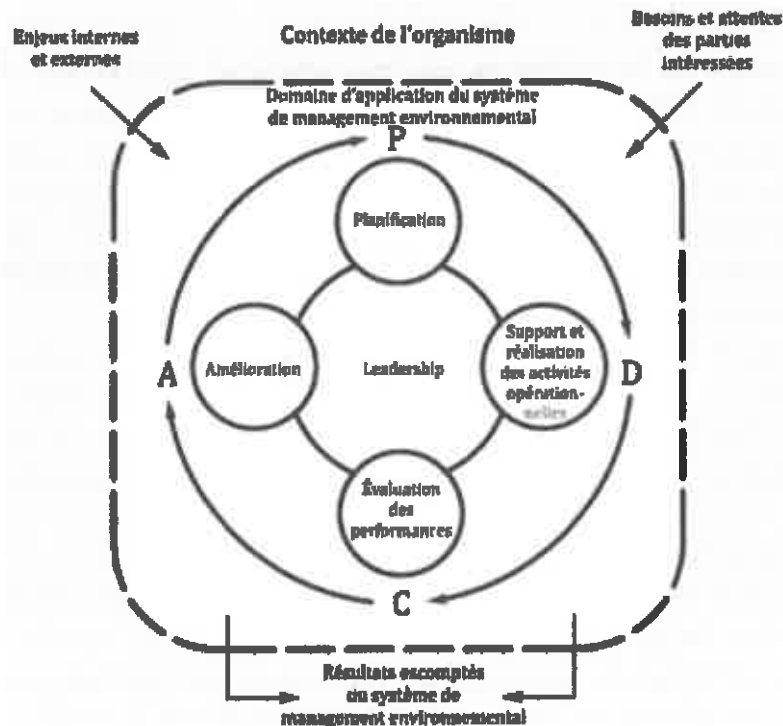 Enjeux internes
et externes
Contexte de l'organisme
Besoins et attentes
des parties
intéressées
Domaine d'application du système
de management environnemental
P
Planification
A
Amélioration
Leadership
Support et
réalisation
des activités
opération-
nelles
D
Évaluation
des
performances
C
Résultats escomptés
du système de
management environnemental